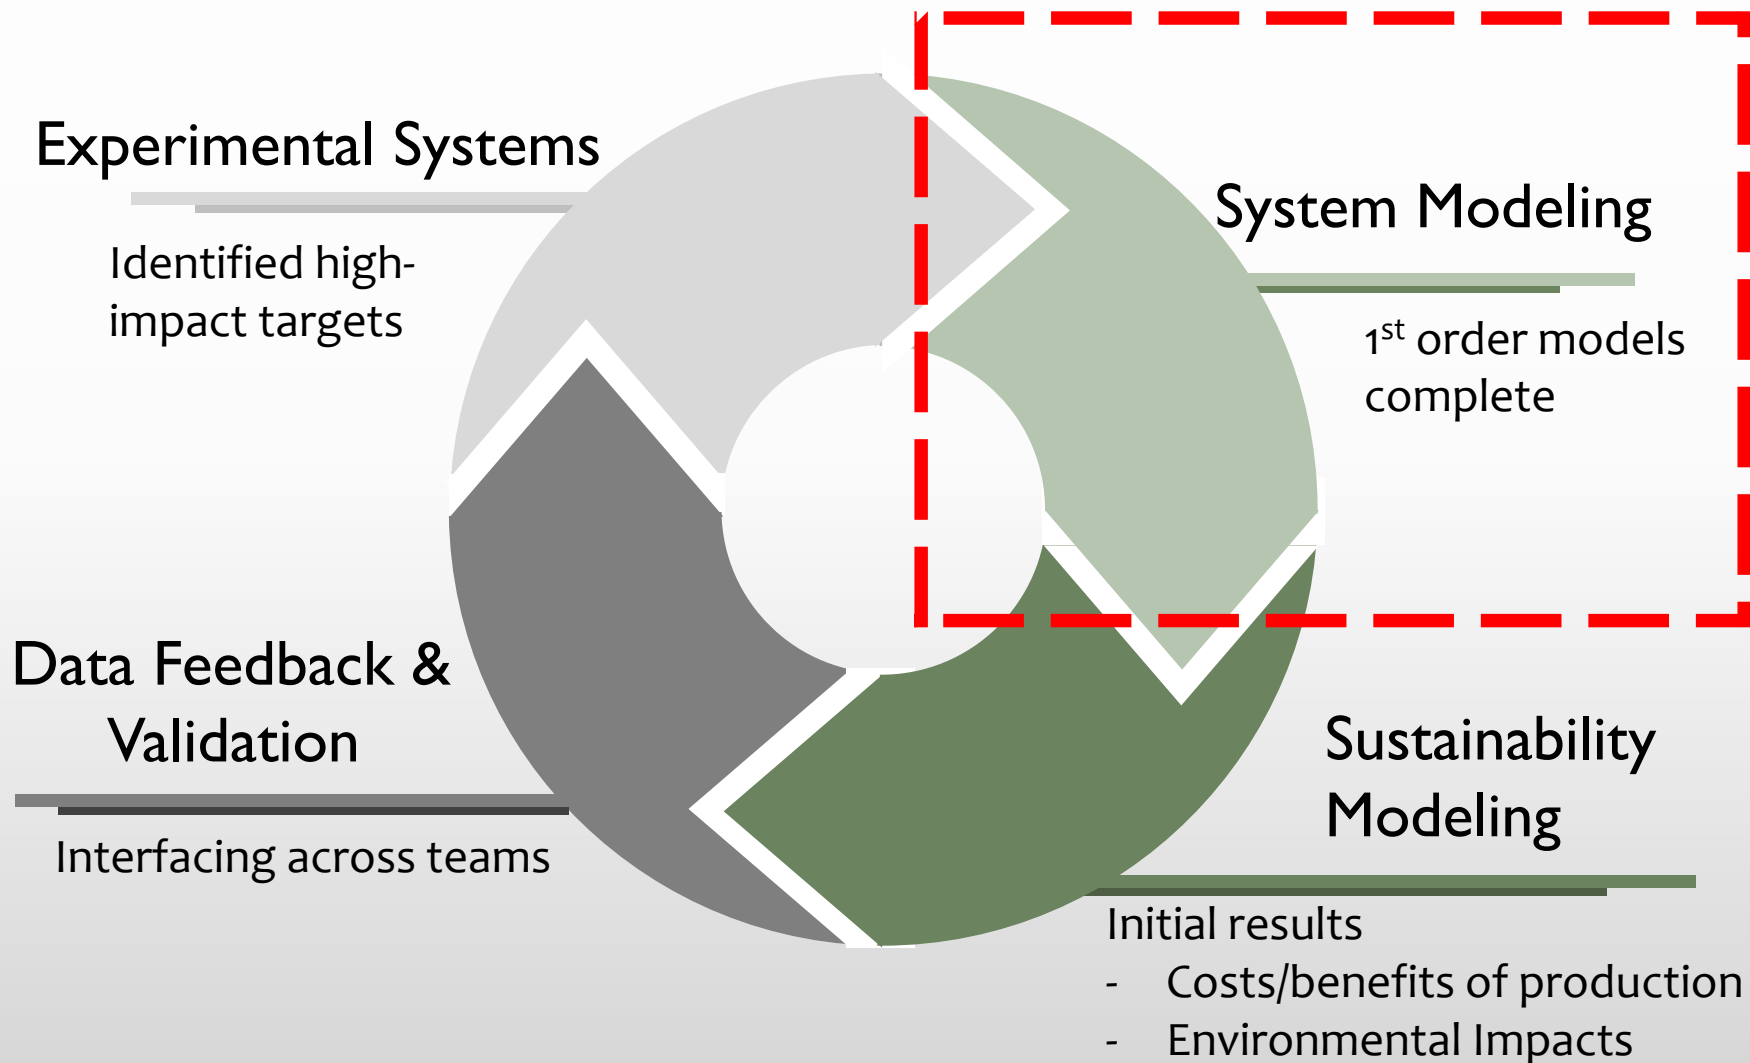 Experimental Systems
Identified high-
impact targets
System Modeling
1st order models
complete
Data Feedback &
Validation
Interfacing across teams
Sustainability
Modeling
Initial results
- Costs/benefits of production
- Environmental Impacts